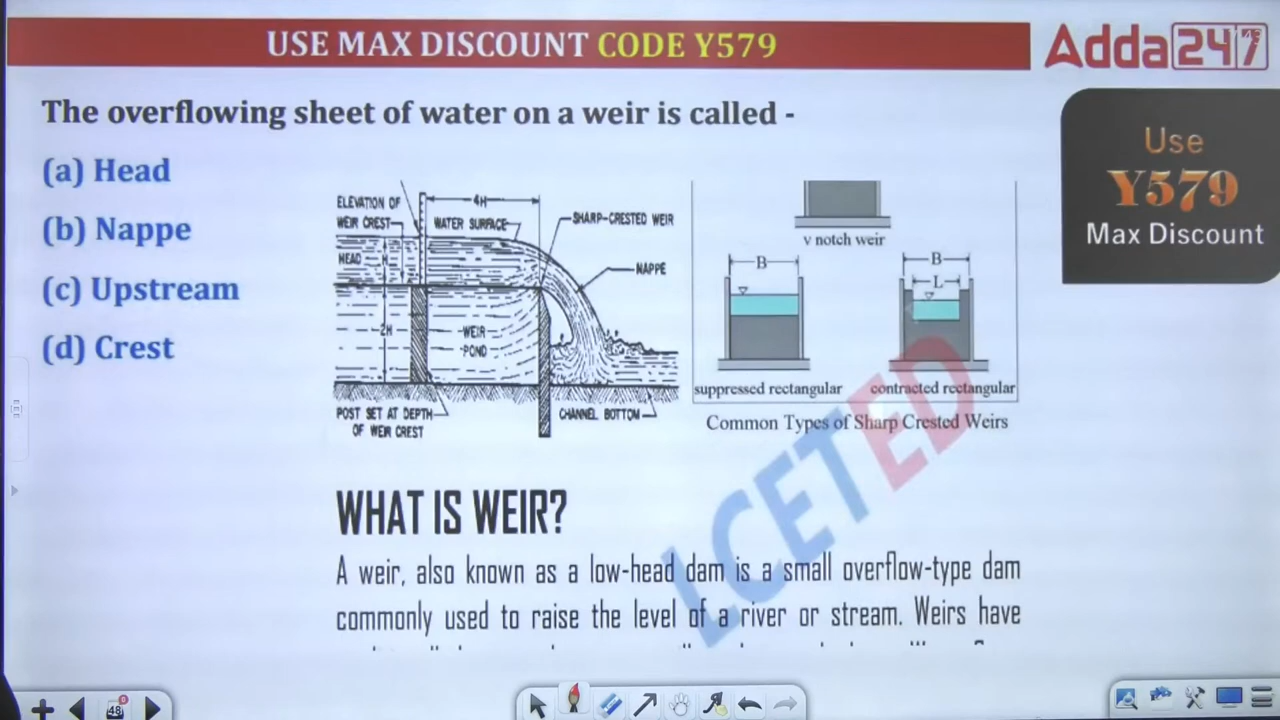 USE MAX DISCOUNT CODE Y579
Adda247
The overflowing sheet of water on a weir is called -
(a) Head
(b) Nappe
(c) Upstream
(d) Crest
Use
Y579
Max Discount
ELEVATION OF
WEIR CREST
4H
WATER SURFACE
SHARP-CRESTED WEIR
HEAD H
NAPPE
2H
WEIR
POND
POST SET AT DEPTH
OF WEIR CREST
CHANNEL BOTTOM
v notch weir
B
B
L
suppressed rectangular
contracted rectangular
Common Types of Sharp Crested Weirs
LCETED
WHAT IS WEIR?
A weir, also known as a low-head dam is a small overflow-type dam
commonly used to raise the level of a river or stream. Weirs have
48